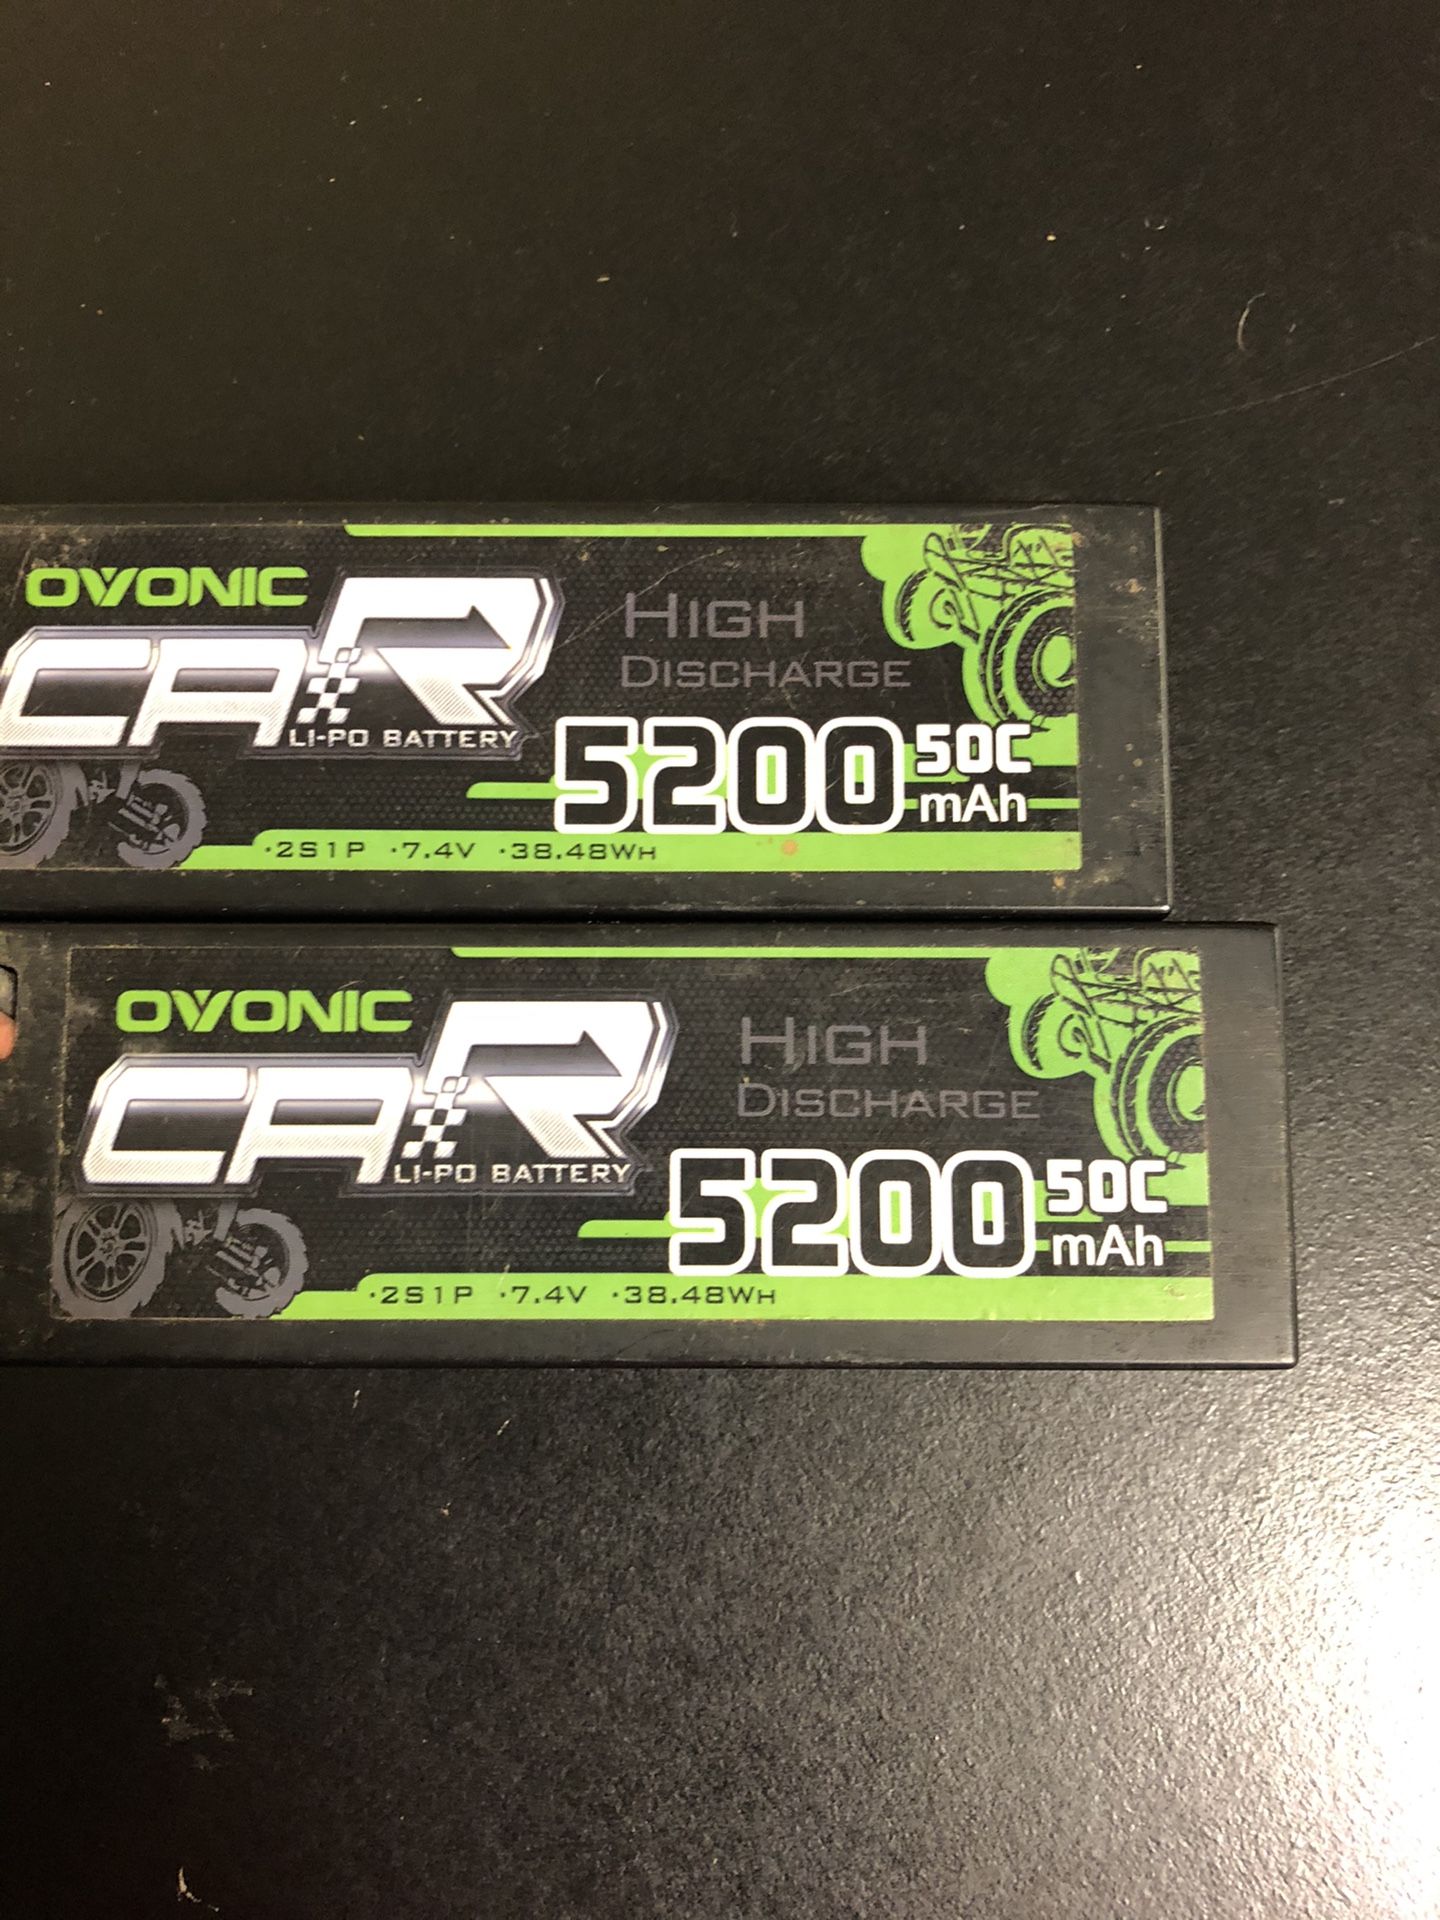 OVONIC
CAR
LI-PO BATTERY
HIGH
DISCHARGE
5200 50C
mAh
·2S1P ·7.4V ·38.48WH
OVONIC
CAR
LI-PO BATTERY
HIGH
DISCHARGE
5200 50C
mAh
·2S1P ·7.4V ·38.48WH